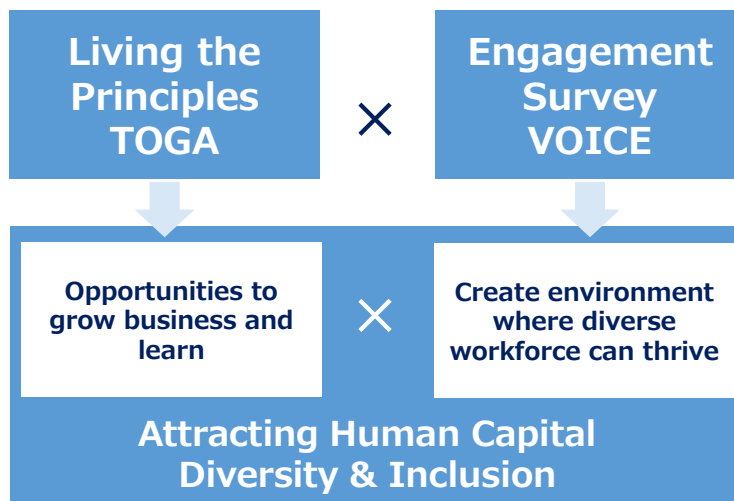 Living the
Principles
TOGA
×
Engagement
Survey
VOICE
Opportunities to
grow business and
learn
×
Create environment
where diverse
workforce can thrive
Attracting Human Capital
Diversity & Inclusion